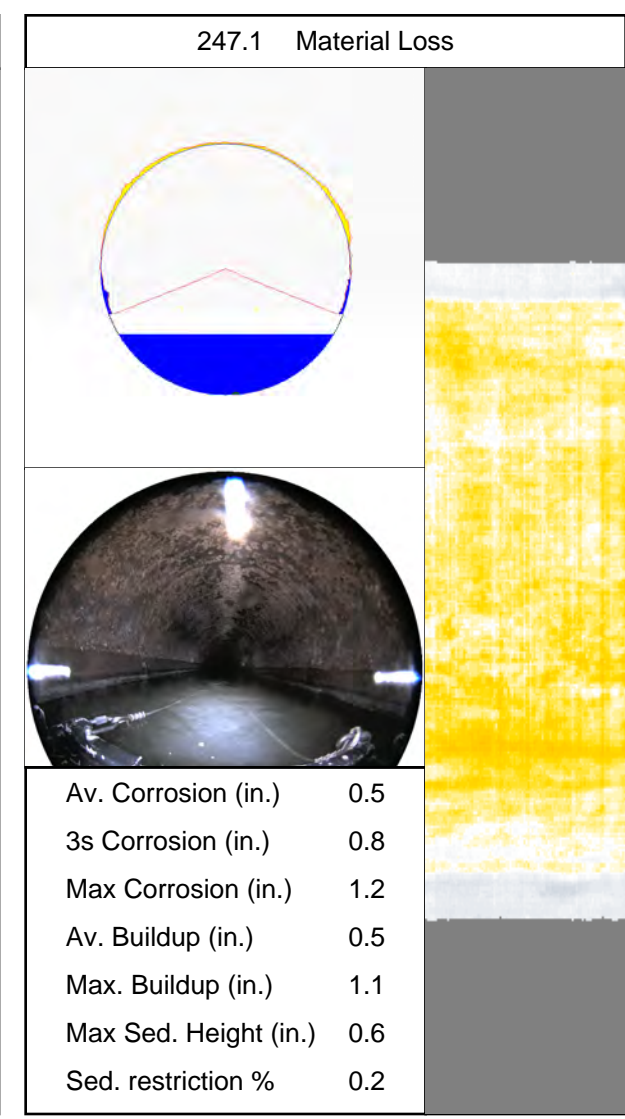 247.1 Material Loss
Av. Corrosion (in.) 0.5
3s Corrosion (in.) 0.8
Max Corrosion (in.) 1.2
Av. Buildup (in.) 0.5
Max. Buildup (in.) 1.1
Max Sed. Height (in.) 0.6
Sed. restriction % 0.2